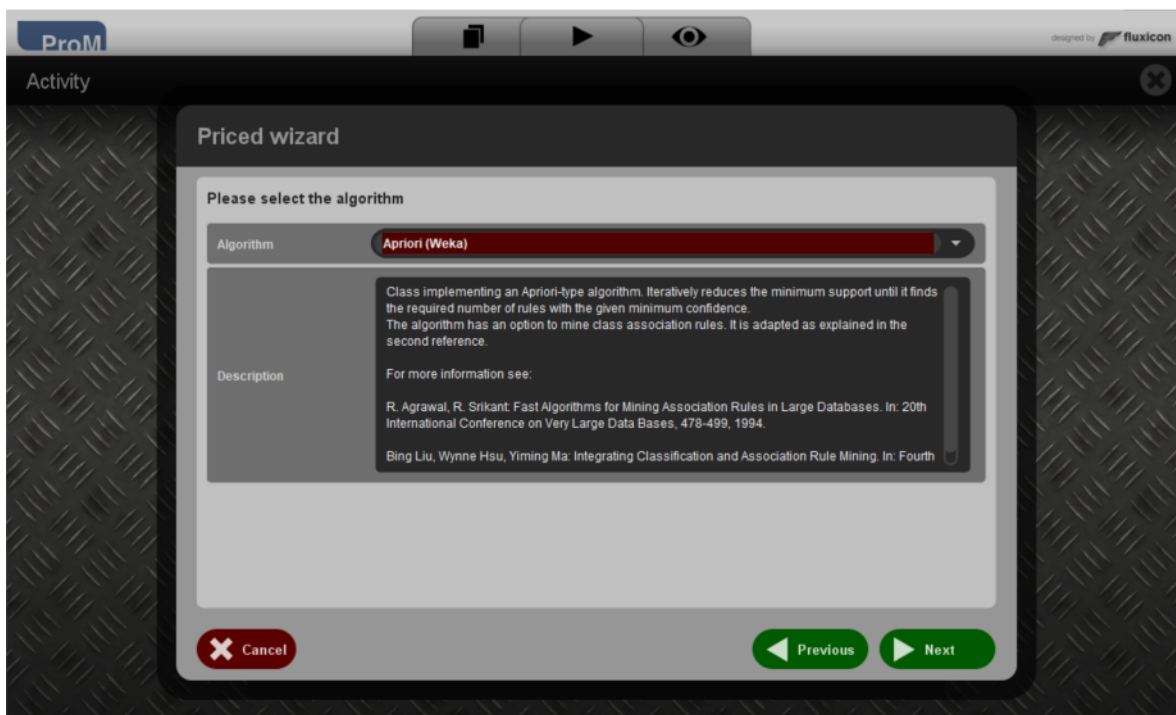 ProM
designed by fluxicon
Activity
Priced wizard
Please select the algorithm
Algorithm
Apriori (Weka)
Class implementing an Apriori-type algorithm. Iteratively reduces the minimum support until it finds
the required number of rules with the given minimum confidence.
The algorithm has an option to mine class association rules. It is adapted as explained in the
second reference.
Description
For more information see:
R. Agrawal, R. Srikant: Fast Algorithms for Mining Association Rules in Large Databases. In: 20th
International Conference on Very Large Data Bases, 478-499, 1994.
Bing Liu, Wynne Hsu, Yiming Ma: Integrating Classification and Association Rule Mining. In: Fourth
Cancel
Previous
Next